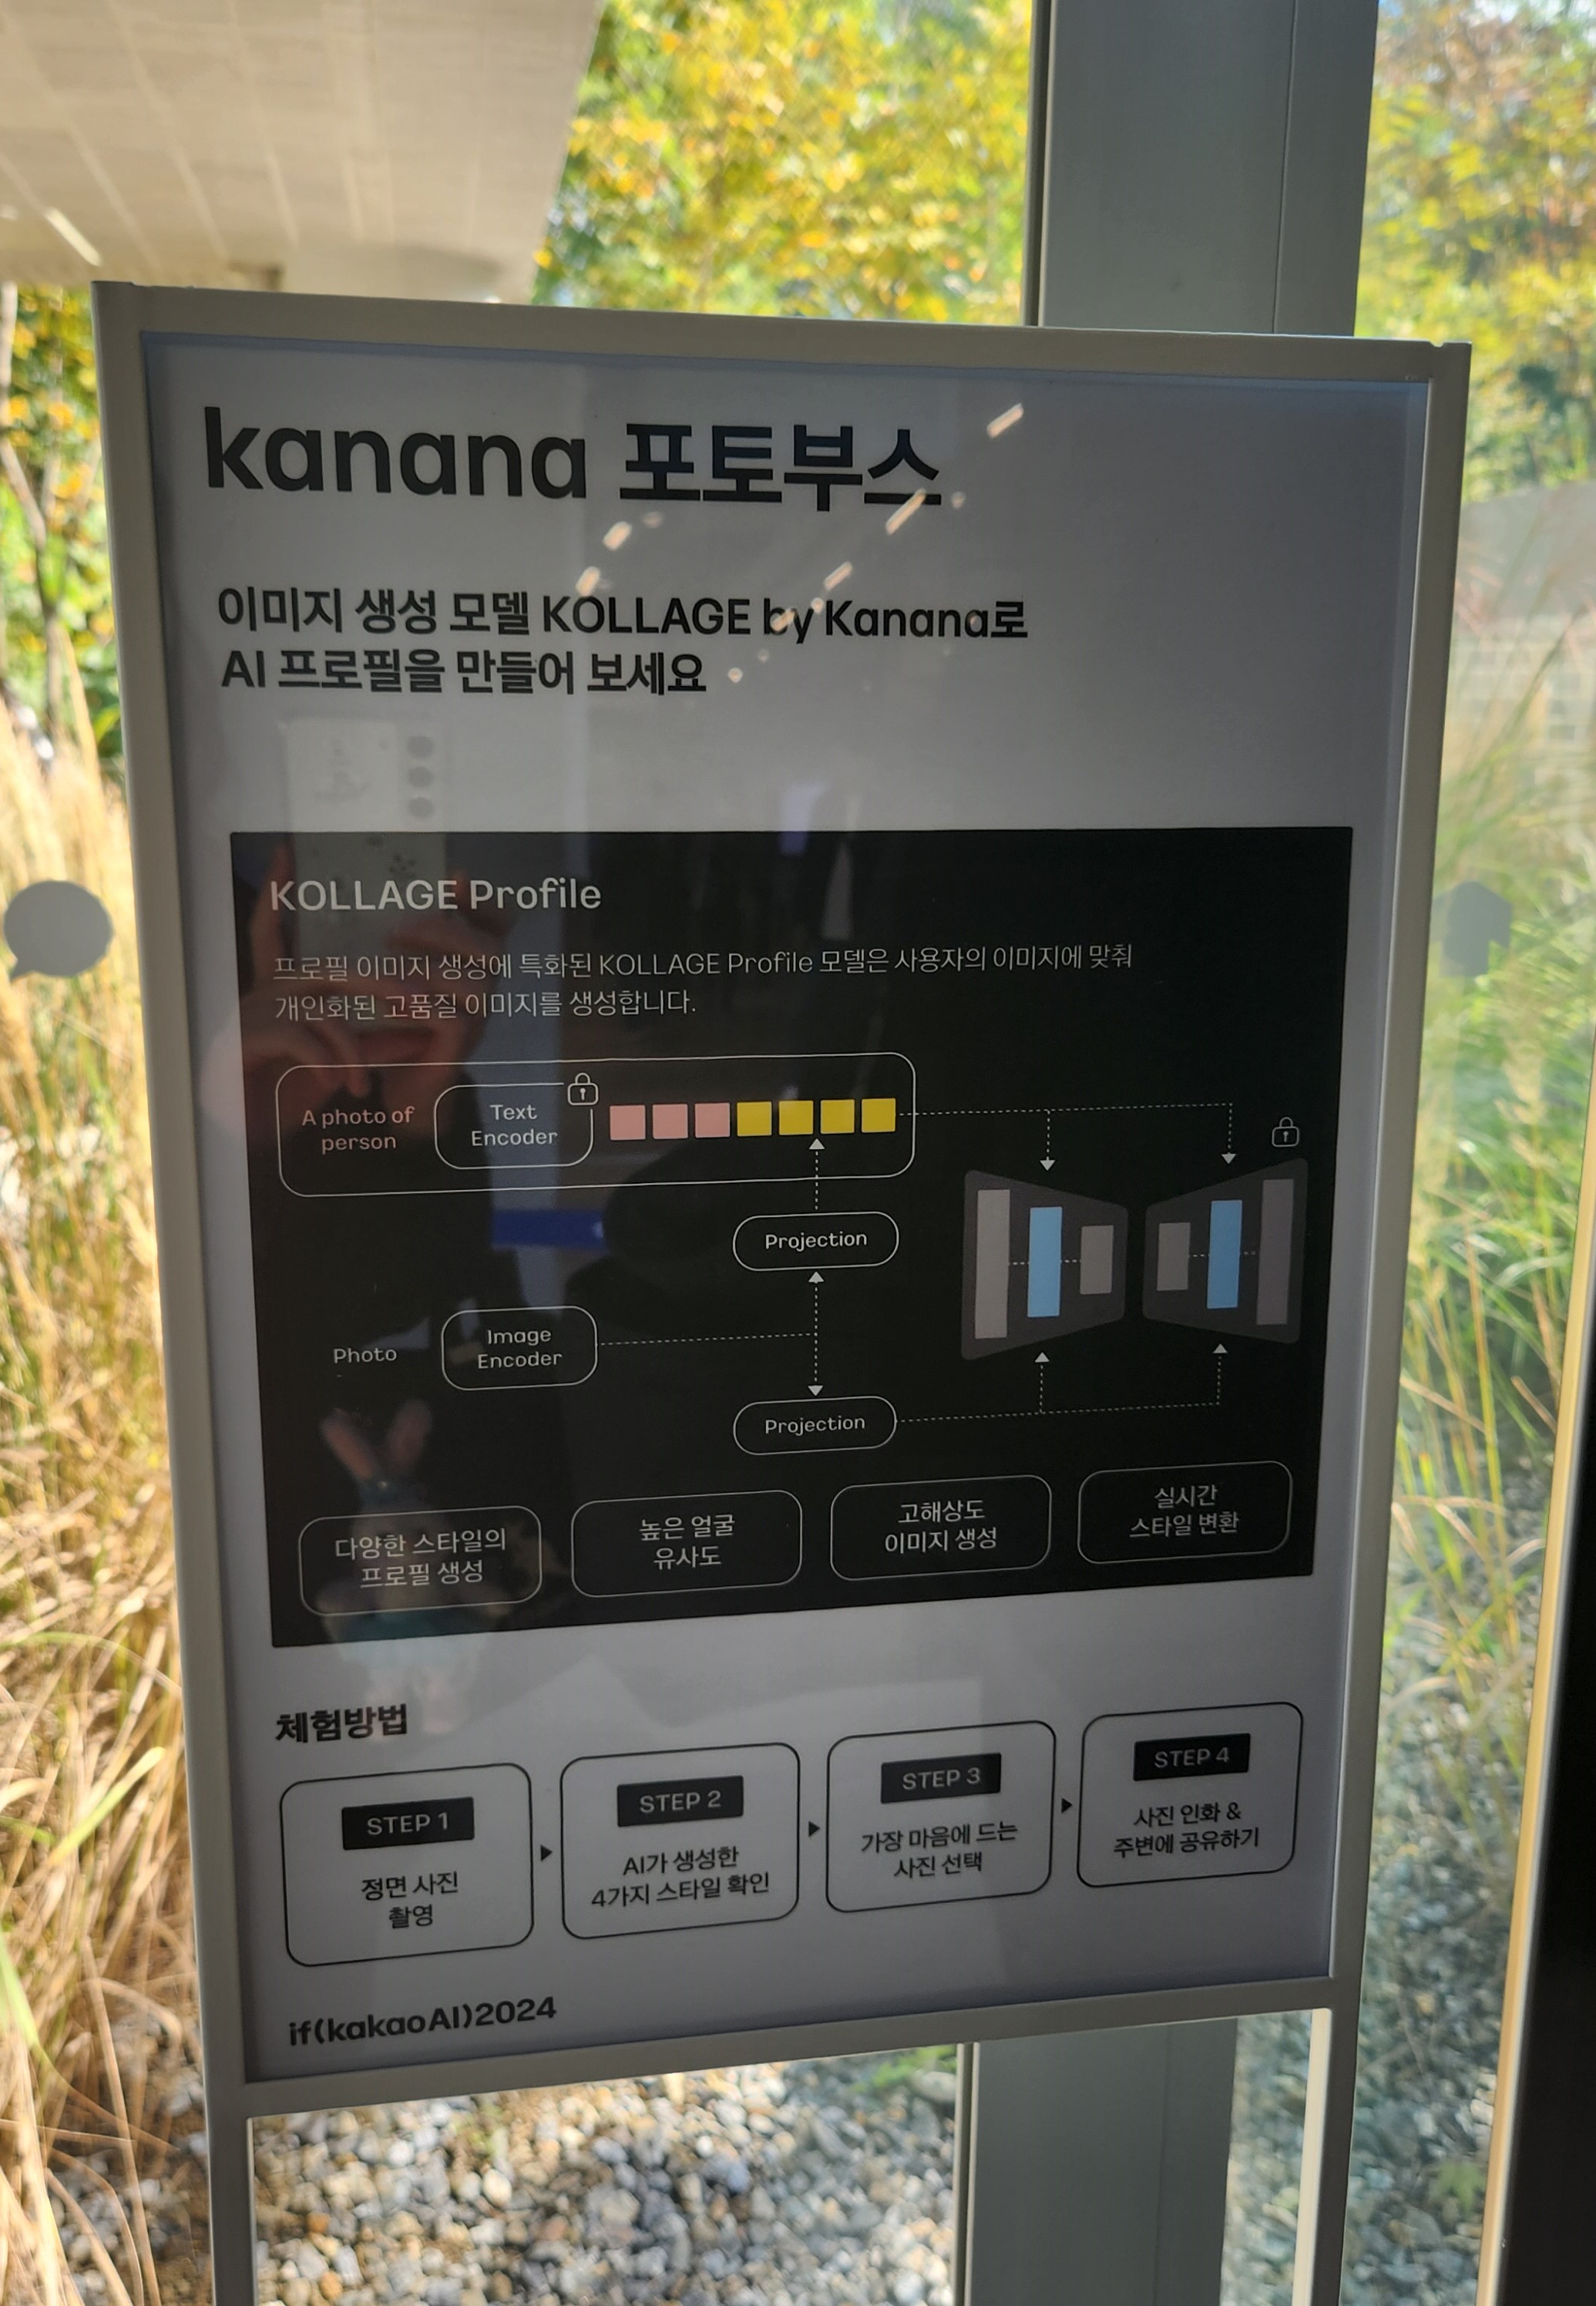 kanana 포토부스
이미지 생성 모델 KOLLAGE by Kanana로
AI 프로필을 만들어 보세요
KOLLAGE Profile
프로필 이미지 생성에 특화된 KOLLAGE Profile 모델은 사용자의 이미지에 맞춰
개인화된 고품질 이미지를 생성합니다.
A photo of
person
Text
Encoder
Projection
Photo
Image
Encoder
Projection
다양한 스타일의
프로필 생성
높은 얼굴
유사도
고해상도
이미지 생성
실시간
스타일 변환
체험방법
STEP 1
정면 사진
촬영
STEP 2
AI가 생성한
4가지 스타일 확인
STEP 3
가장 마음에 드는
사진 선택
STEP 4
사진 인화 &
주변에 공유하기
if(kakaoAI)2024